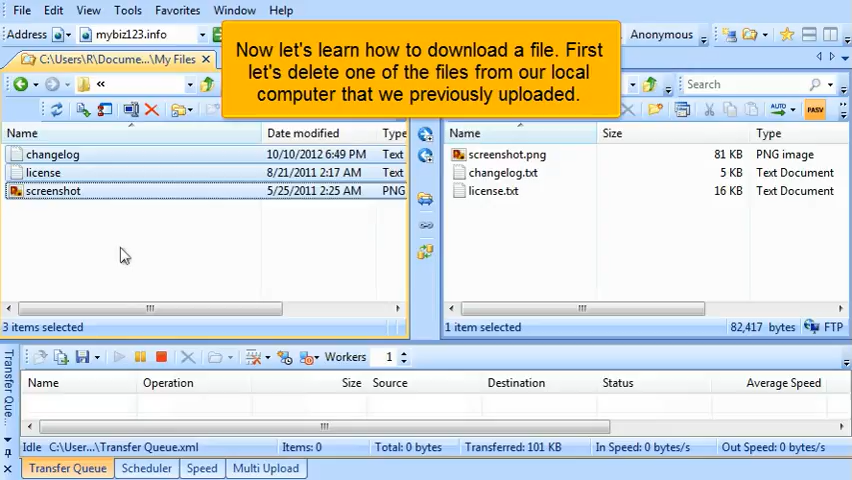 File Edit View Tools Favorites Window Help
Address mybiz123.info Anonymous
Now let's learn how to download a file. First
let's delete one of the files from our local
computer that we previously uploaded.
C:\Users\R\Docume...\My Files
« Search
AUTO PASV
Name Date modified Type Name Size Type
changelog 10/10/2012 6:49 PM Text screenshot.png 81 KB PNG image
license 8/21/2011 2:17 AM Text changelog.txt 5 KB Text Document
screenshot 5/25/2011 2:25 AM PNG license.txt 16 KB Text Document
3 items selected 1 item selected 82,417 bytes FTP
Workers 1
Transfer Que...
Name Operation Size Source Destination Status Average Speed
Idle C:\User...\Transfer Queue.xml Items: 0 Total: 0 bytes Transferred: 101 KB In Speed: 0 bytes/s Out Speed: 0 bytes/s
Transfer Queue Scheduler Speed Multi Upload